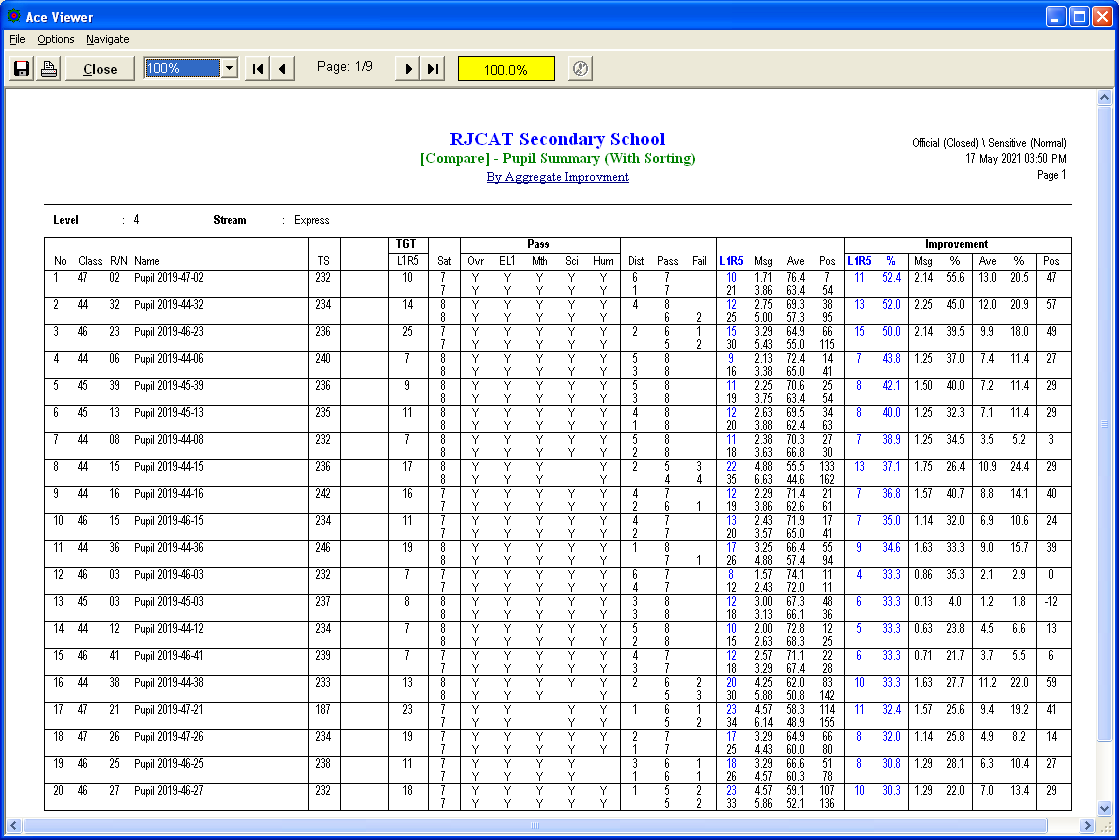 Ace Viewer
File Options Navigate
Close 100% Page: 1/9 100.0%
RJCAT Secondary School
[Compare] - Pupil Summary (With Sorting)
By Aggregate Improvment
Official (Closed) \ Sensitive (Normal)
17 May 2021 03:50 PM
Page 1
Level : 4 Stream : Express
TGT Pass Improvement
No Class R/N Name TS L1R5 Sat Ovr EL1 Mth Sci Hum Dist Pass Fail L1R5 Msg Ave Pos L1R5 % Msg % Ave % Pos
1 47 02 Pupil 2019-47-02 232 10 7 Y Y Y Y Y 6 7 10 1.71 76.4 7 11 52.4 2.14 55.6 13.0 20.5 47
7 Y Y Y Y Y 1 7 21 3.86 63.4 54
2 44 32 Pupil 2019-44-32 234 14 8 Y Y Y Y Y 4 8 12 2.75 69.3 38 13 52.0 2.25 45.0 12.0 20.9 57
8 Y Y Y Y Y 6 2 25 5.00 57.3 95
3 46 23 Pupil 2019-46-23 236 25 7 Y Y Y Y Y 2 6 1 15 3.29 64.9 66 15 50.0 2.14 39.5 9.9 18.0 49
7 Y Y Y Y Y 5 2 30 5.43 55.0 115
4 44 06 Pupil 2019-44-06 240 7 8 Y Y Y Y Y 5 8 9 2.13 72.4 14 7 43.8 1.25 37.0 7.4 11.4 27
8 Y Y Y Y Y 3 8 16 3.38 65.0 41
5 45 39 Pupil 2019-45-39 236 9 8 Y Y Y Y Y 5 8 11 2.25 70.6 25 8 42.1 1.50 40.0 7.2 11.4 29
8 Y Y Y Y Y 3 8 19 3.75 63.4 54
6 45 13 Pupil 2019-45-13 235 11 8 Y Y Y Y Y 4 8 12 2.63 69.5 34 8 40.0 1.25 32.3 7.1 11.4 29
8 Y Y Y Y Y 1 8 20 3.88 62.4 63
7 44 08 Pupil 2019-44-08 232 7 8 Y Y Y Y Y 5 8 11 2.38 70.3 27 7 38.9 1.25 34.5 3.5 5.2 3
8 Y Y Y Y Y 2 8 18 3.63 66.8 30
8 44 15 Pupil 2019-44-15 236 17 8 Y Y Y Y 2 5 3 22 4.88 55.5 133 13 37.1 1.75 26.4 10.9 24.4 29
8 Y Y Y Y 4 4 35 6.63 44.6 162
9 44 16 Pupil 2019-44-16 242 16 7 Y Y Y Y Y 4 7 12 2.29 71.4 21 7 36.8 1.57 40.7 8.8 14.1 40
7 Y Y Y Y Y 2 6 1 19 3.86 62.6 61
10 46 15 Pupil 2019-46-15 234 11 7 Y Y Y Y Y 4 7 13 2.43 71.9 17 7 35.0 1.14 32.0 6.9 10.6 24
7 Y Y Y Y Y 2 7 20 3.57 65.0 41
11 44 36 Pupil 2019-44-36 246 19 8 Y Y Y Y Y 1 8 17 3.25 66.4 55 9 34.6 1.63 33.3 9.0 15.7 39
8 Y Y Y Y Y 7 1 26 4.88 57.4 94
12 46 03 Pupil 2019-46-03 232 7 7 Y Y Y Y Y 6 7 8 1.57 74.1 11 4 33.3 0.86 35.3 2.1 2.9 0
7 Y Y Y Y Y 4 7 12 2.43 72.0 11
13 45 03 Pupil 2019-45-03 237 8 8 Y Y Y Y Y 3 8 12 3.00 67.3 48 6 33.3 0.13 4.0 1.2 1.8 -12
8 Y Y Y Y Y 3 8 18 3.13 66.1 36
14 44 12 Pupil 2019-44-12 234 7 8 Y Y Y Y Y 5 8 10 2.00 72.8 12 5 33.3 0.63 23.8 4.5 6.6 13
8 Y Y Y Y Y 2 8 15 2.63 68.3 25
15 46 41 Pupil 2019-46-41 239 7 7 Y Y Y Y Y 4 7 12 2.57 71.1 22 6 33.3 0.71 21.7 3.7 5.5 6
7 Y Y Y Y Y 3 7 18 3.29 67.4 28
16 44 38 Pupil 2019-44-38 233 13 8 Y Y Y Y Y 2 6 2 20 4.25 62.0 83 10 33.3 1.63 27.7 11.2 22.0 59
8 Y Y Y Y 5 3 30 5.88 50.8 142
17 47 21 Pupil 2019-47-21 187 23 7 Y Y Y Y 1 6 1 23 4.57 58.3 114 11 32.4 1.57 25.6 9.4 19.2 41
7 Y Y Y Y 5 2 34 6.14 48.9 155
18 47 26 Pupil 2019-47-26 234 19 7 Y Y Y Y Y 2 7 17 3.29 64.9 66 8 32.0 1.14 25.8 4.9 8.2 14
7 Y Y Y Y Y 1 7 25 4.43 60.0 80
19 46 25 Pupil 2019-46-25 238 11 7 Y Y Y Y 3 6 1 18 3.29 66.6 51 8 30.8 1.29 28.1 6.3 10.4 27
7 Y Y Y Y 1 6 1 26 4.57 60.3 78
20 46 27 Pupil 2019-46-27 232 18 7 Y Y Y Y Y 1 5 2 23 4.57 59.1 107 10 30.3 1.29 22.0 7.0 13.4 29
7 Y Y Y Y Y 5 2 33 5.86 52.1 136